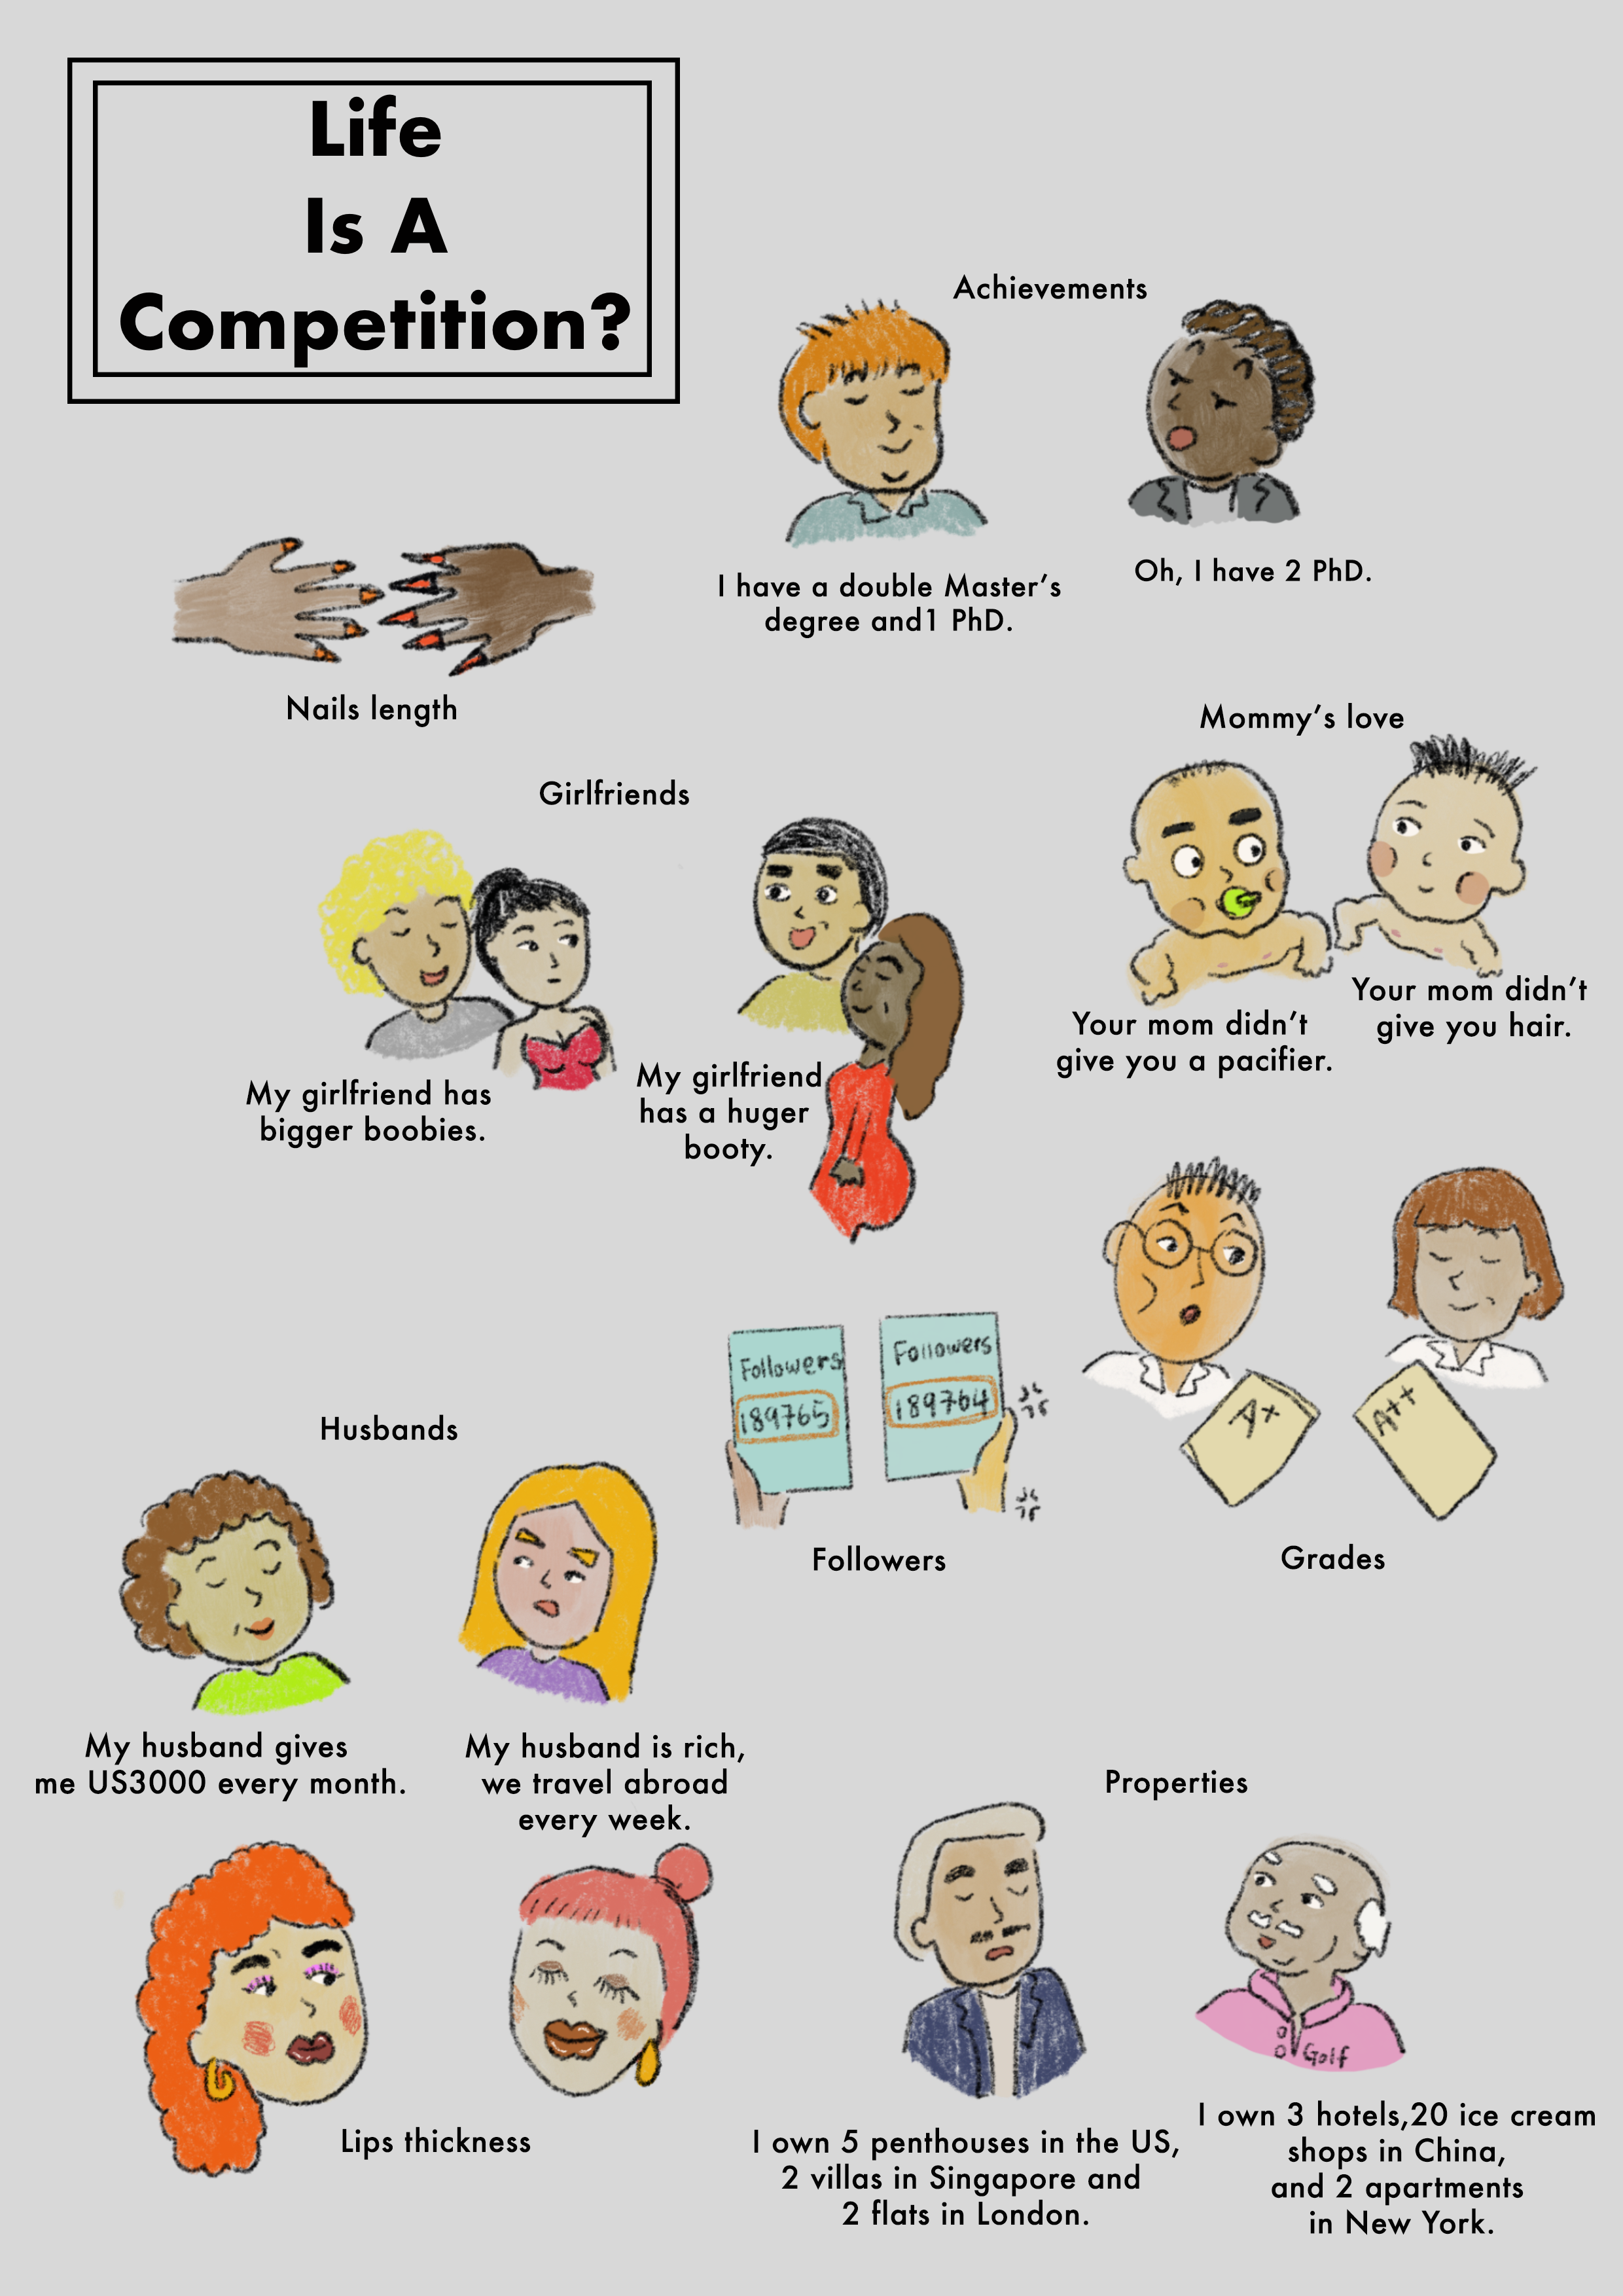 Life
Is A
Competition?
Achievements
I have a double Master's
degree and1 PhD.
Oh, I have 2 PhD.
Nails length
Mommy's love
Your mom didn't
give you a pacifier.
Your mom didn't
give you hair.
Girlfriends
My girlfriend has
bigger boobies.
My girlfriend
has a huger
booty.
Followers
189765
Followers
189764
Followers
A+
A++
Grades
Husbands
My husband gives
me US3000 every month.
My husband is rich,
we travel abroad
every week.
Lips thickness
Properties
Golf
I own 5 penthouses in the US,
2 villas in Singapore and
2 flats in London.
I own 3 hotels,20 ice cream
shops in China,
and 2 apartments
in New York.